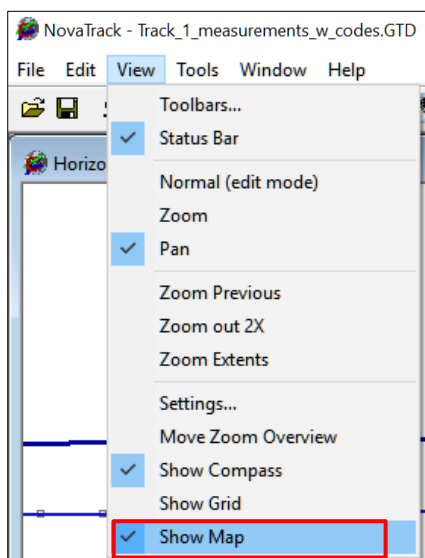 NovaTrack - Track_1_measurements_w_codes.GTD
File Edit View Tools Window Help
Toolbars...
Status Bar
Horizo
Normal (edit mode)
Zoom
Pan
Zoom Previous
Zoom out 2X
Zoom Extents
Settings...
Move Zoom Overview
Show Compass
Show Grid
Show Map